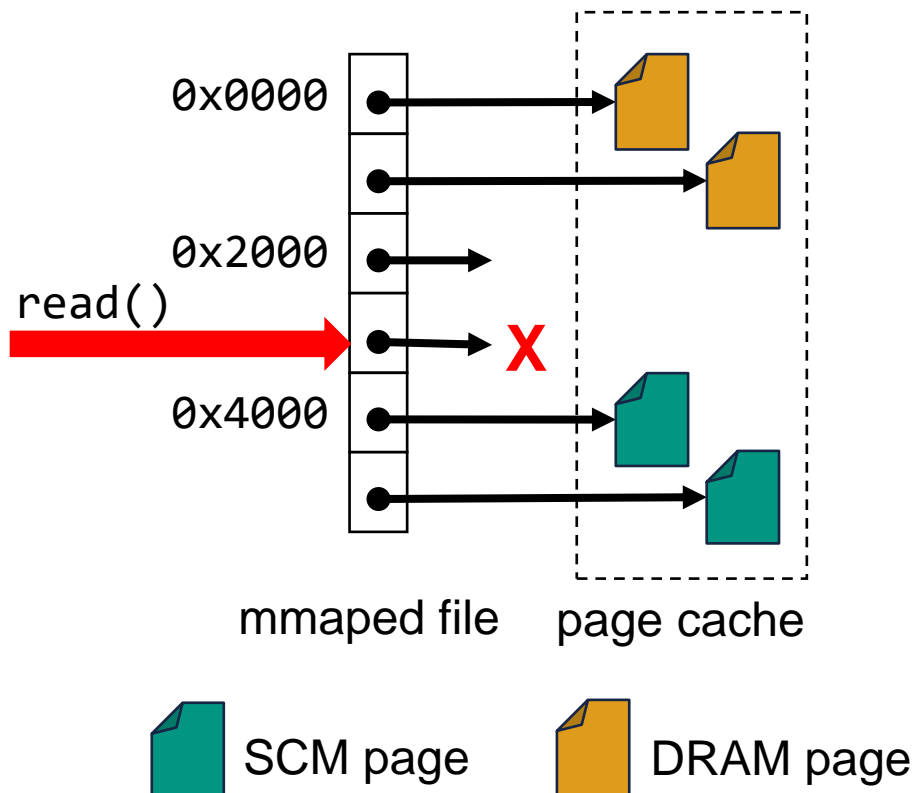 0x0000
0x2000
read()
X
0x4000
mmaped file
page cache
SCM page
DRAM page